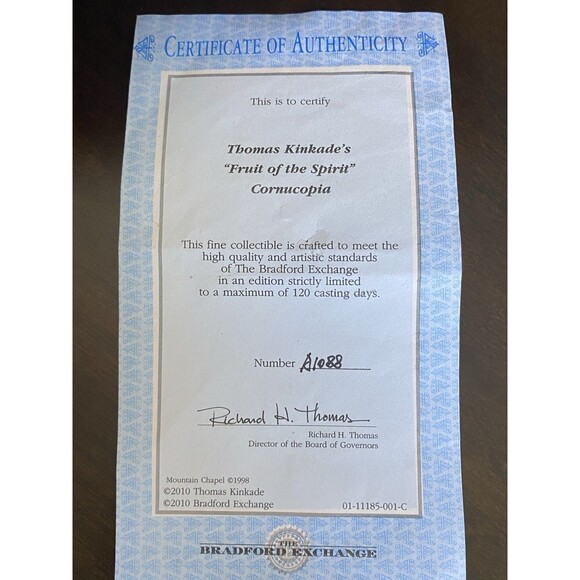 CERTIFICATE OF AUTHENTICITY
This is to certify
Thomas Kinkade's
"Fruit of the Spirit"
Cornucopia
This fine collectible is crafted to meet the
high quality and artistic standards
of The Bradford Exchange
in an edition strictly limited
to a maximum of 120 casting days.
Number A1088
Richard H. Thomas
Richard H. Thomas
Director of the Board of Governors
Mountain Chapel ©1998
©2010 Thomas Kinkade
©2010 Bradford Exchange 01-11185-001-C
THE
BRADFORD EXCHANGE